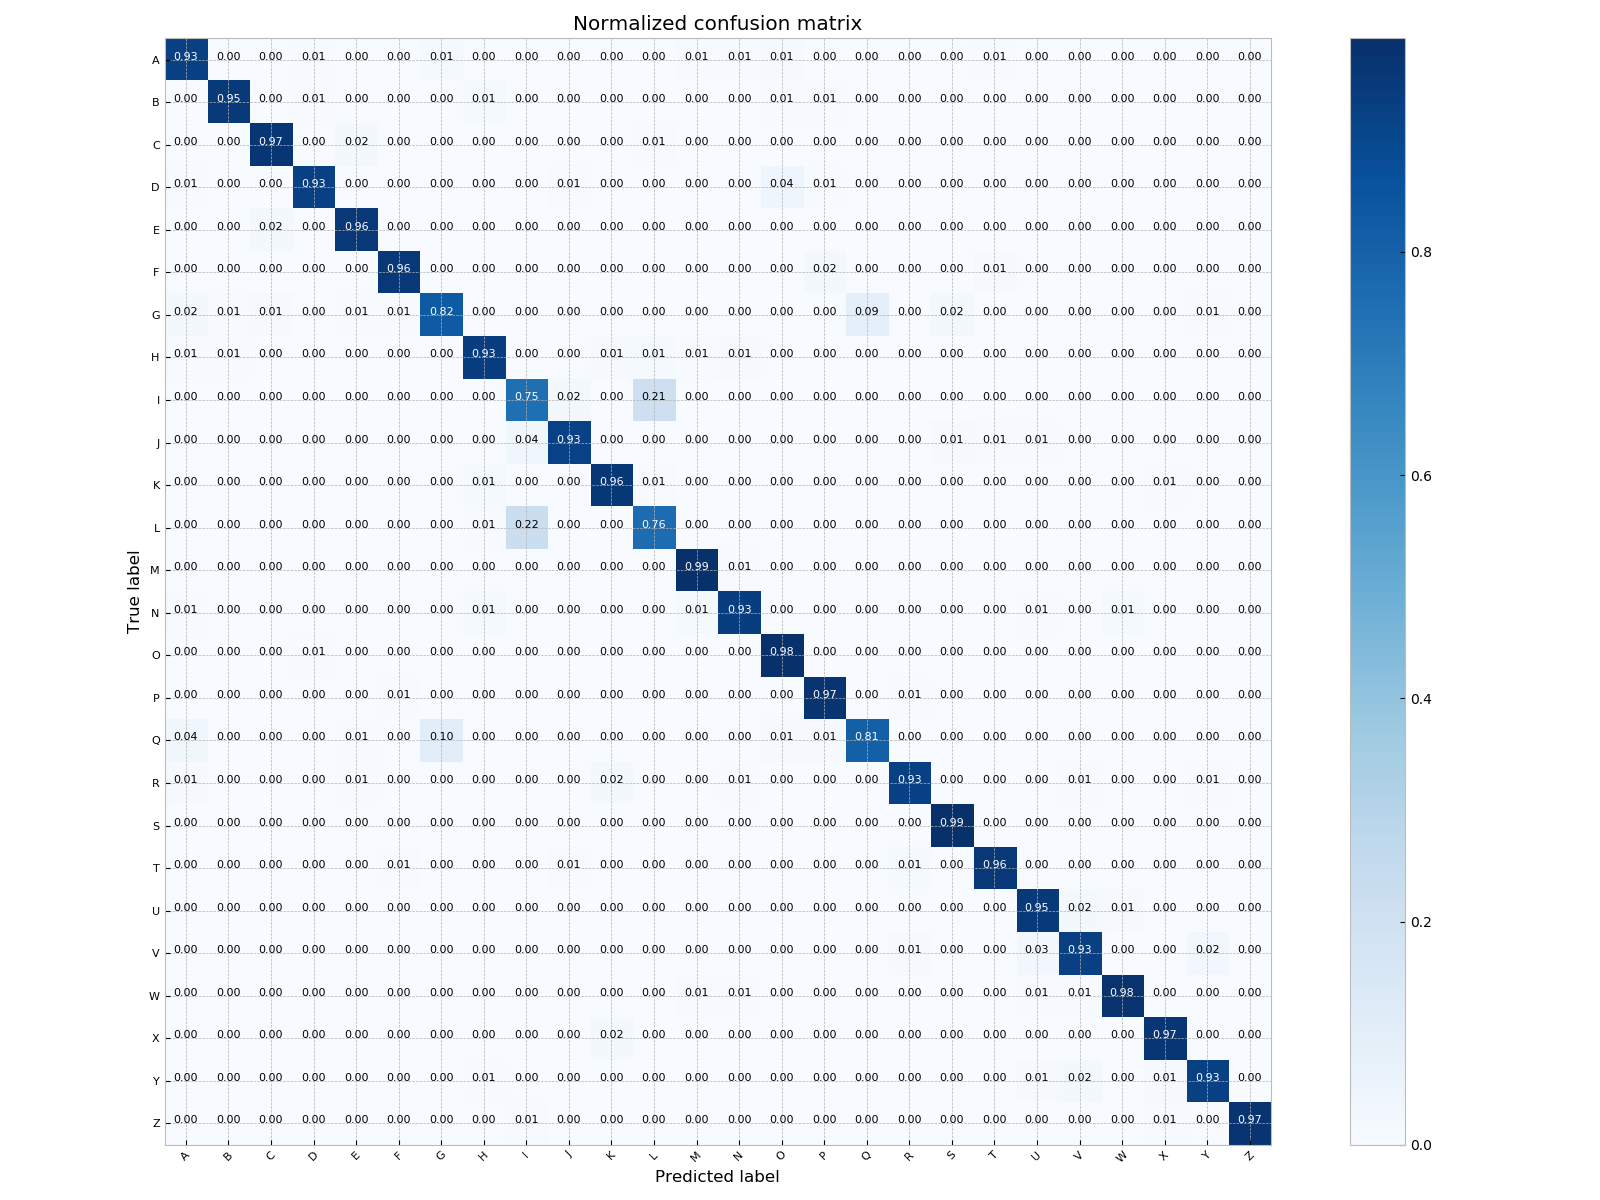 Normalized confusion matrix
A 0.93 0.00 0.00 0.01 0.00 0.00 0.01 0.00 0.00 0.00 0.00 0.00 0.01 0.01 0.01 0.00 0.00 0.00 0.00 0.01 0.00 0.00 0.00 0.00 0.00 0.00
B 0.00 0.95 0.00 0.01 0.00 0.00 0.00 0.01 0.00 0.00 0.00 0.00 0.00 0.00 0.01 0.01 0.00 0.00 0.00 0.00 0.00 0.00 0.00 0.00 0.00 0.00
C 0.00 0.00 0.97 0.00 0.02 0.00 0.00 0.00 0.00 0.00 0.00 0.01 0.00 0.00 0.00 0.00 0.00 0.00 0.00 0.00 0.00 0.00 0.00 0.00 0.00 0.00
D 0.01 0.00 0.00 0.93 0.00 0.00 0.00 0.00 0.00 0.01 0.00 0.00 0.00 0.00 0.04 0.01 0.00 0.00 0.00 0.00 0.00 0.00 0.00 0.00 0.00 0.00
E 0.00 0.00 0.02 0.00 0.96 0.00 0.00 0.00 0.00 0.00 0.00 0.00 0.00 0.00 0.00 0.00 0.00 0.00 0.00 0.00 0.00 0.00 0.00 0.00 0.00 0.00
F 0.00 0.00 0.00 0.00 0.00 0.96 0.00 0.00 0.00 0.00 0.00 0.00 0.00 0.00 0.00 0.02 0.00 0.00 0.00 0.01 0.00 0.00 0.00 0.00 0.00 0.00
G 0.02 0.01 0.01 0.00 0.01 0.01 0.82 0.00 0.00 0.00 0.00 0.00 0.00 0.00 0.00 0.00 0.09 0.00 0.02 0.00 0.00 0.00 0.00 0.00 0.01 0.00
H 0.01 0.01 0.00 0.00 0.00 0.00 0.00 0.93 0.00 0.00 0.01 0.01 0.01 0.01 0.00 0.00 0.00 0.00 0.00 0.00 0.00 0.00 0.00 0.00 0.00 0.00
I 0.00 0.00 0.00 0.00 0.00 0.00 0.00 0.00 0.75 0.02 0.00 0.21 0.00 0.00 0.00 0.00 0.00 0.00 0.00 0.00 0.00 0.00 0.00 0.00 0.00 0.00
J 0.00 0.00 0.00 0.00 0.00 0.00 0.00 0.00 0.04 0.93 0.00 0.00 0.00 0.00 0.00 0.00 0.00 0.00 0.01 0.01 0.01 0.00 0.00 0.00 0.00 0.00
K 0.00 0.00 0.00 0.00 0.00 0.00 0.00 0.01 0.00 0.00 0.96 0.01 0.00 0.00 0.00 0.00 0.00 0.00 0.00 0.00 0.00 0.00 0.00 0.01 0.00 0.00
L 0.00 0.00 0.00 0.00 0.00 0.00 0.00 0.01 0.22 0.00 0.00 0.76 0.00 0.00 0.00 0.00 0.00 0.00 0.00 0.00 0.00 0.00 0.00 0.00 0.00 0.00
M 0.00 0.00 0.00 0.00 0.00 0.00 0.00 0.00 0.00 0.00 0.00 0.00 0.99 0.01 0.00 0.00 0.00 0.00 0.00 0.00 0.00 0.00 0.00 0.00 0.00 0.00
N 0.01 0.00 0.00 0.00 0.00 0.00 0.00 0.01 0.00 0.00 0.00 0.00 0.01 0.93 0.00 0.00 0.00 0.00 0.00 0.00 0.01 0.00 0.01 0.00 0.00 0.00
O 0.00 0.00 0.00 0.01 0.00 0.00 0.00 0.00 0.00 0.00 0.00 0.00 0.00 0.00 0.98 0.00 0.00 0.00 0.00 0.00 0.00 0.00 0.00 0.00 0.00 0.00
P 0.00 0.00 0.00 0.00 0.00 0.01 0.00 0.00 0.00 0.00 0.00 0.00 0.00 0.00 0.00 0.97 0.00 0.01 0.00 0.00 0.00 0.00 0.00 0.00 0.00 0.00
Q 0.04 0.00 0.00 0.00 0.01 0.00 0.10 0.00 0.00 0.00 0.00 0.00 0.00 0.00 0.01 0.01 0.81 0.00 0.00 0.00 0.00 0.00 0.00 0.00 0.00 0.00
R 0.01 0.00 0.00 0.00 0.01 0.00 0.00 0.00 0.00 0.00 0.02 0.00 0.00 0.01 0.00 0.00 0.00 0.93 0.00 0.00 0.00 0.01 0.00 0.00 0.01 0.00
S 0.00 0.00 0.00 0.00 0.00 0.00 0.00 0.00 0.00 0.00 0.00 0.00 0.00 0.00 0.00 0.00 0.00 0.00 0.99 0.00 0.00 0.00 0.00 0.00 0.00 0.00
T 0.00 0.00 0.00 0.00 0.00 0.01 0.00 0.00 0.00 0.01 0.00 0.00 0.00 0.00 0.00 0.00 0.00 0.01 0.00 0.96 0.00 0.00 0.00 0.00 0.00 0.00
U 0.00 0.00 0.00 0.00 0.00 0.00 0.00 0.00 0.00 0.00 0.00 0.00 0.00 0.00 0.00 0.00 0.00 0.00 0.00 0.00 0.95 0.02 0.01 0.00 0.00 0.00
V 0.00 0.00 0.00 0.00 0.00 0.00 0.00 0.00 0.00 0.00 0.00 0.00 0.00 0.00 0.00 0.00 0.00 0.01 0.00 0.00 0.03 0.93 0.00 0.00 0.02 0.00
W 0.00 0.00 0.00 0.00 0.00 0.00 0.00 0.00 0.00 0.00 0.00 0.00 0.01 0.01 0.00 0.00 0.00 0.00 0.00 0.00 0.01 0.01 0.98 0.00 0.00 0.00
X 0.00 0.00 0.00 0.00 0.00 0.00 0.00 0.00 0.00 0.00 0.02 0.00 0.00 0.00 0.00 0.00 0.00 0.00 0.00 0.00 0.00 0.00 0.00 0.97 0.00 0.00
Y 0.00 0.00 0.00 0.00 0.00 0.00 0.00 0.01 0.00 0.00 0.00 0.00 0.00 0.00 0.00 0.00 0.00 0.00 0.00 0.00 0.01 0.02 0.00 0.01 0.93 0.00
Z 0.00 0.00 0.00 0.00 0.00 0.00 0.00 0.00 0.01 0.00 0.00 0.00 0.00 0.00 0.00 0.00 0.00 0.00 0.00 0.00 0.00 0.00 0.00 0.01 0.00 0.97
A B C D E F G H I J K L M N O P Q R S T U V W X Y Z
True label
Predicted label
0.8
0.6
0.4
0.2
0.0